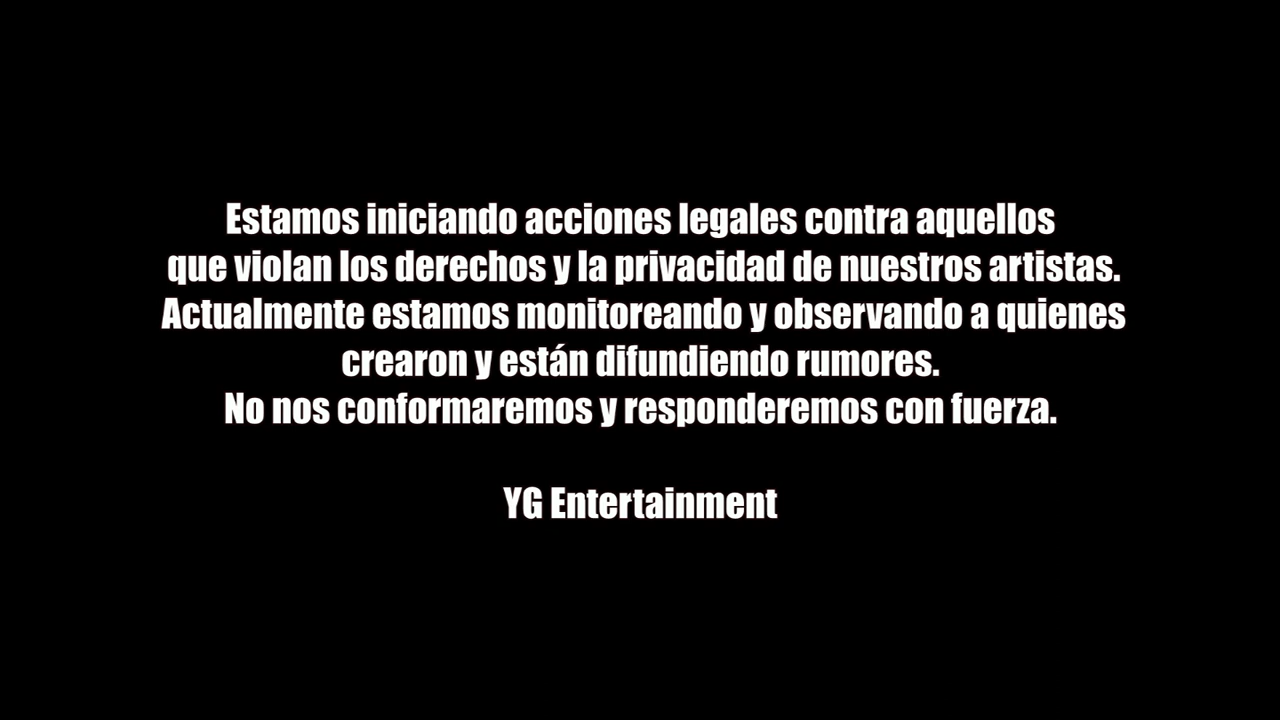 Estamos iniciando acciones legales contra aquellos
que violan los derechos y la privacidad de nuestros artistas.
Actualmente estamos monitoreando y observando a quienes
crearon y están difundiendo rumores.
No nos conformaremos y responderemos con fuerza.
YG Entertainment